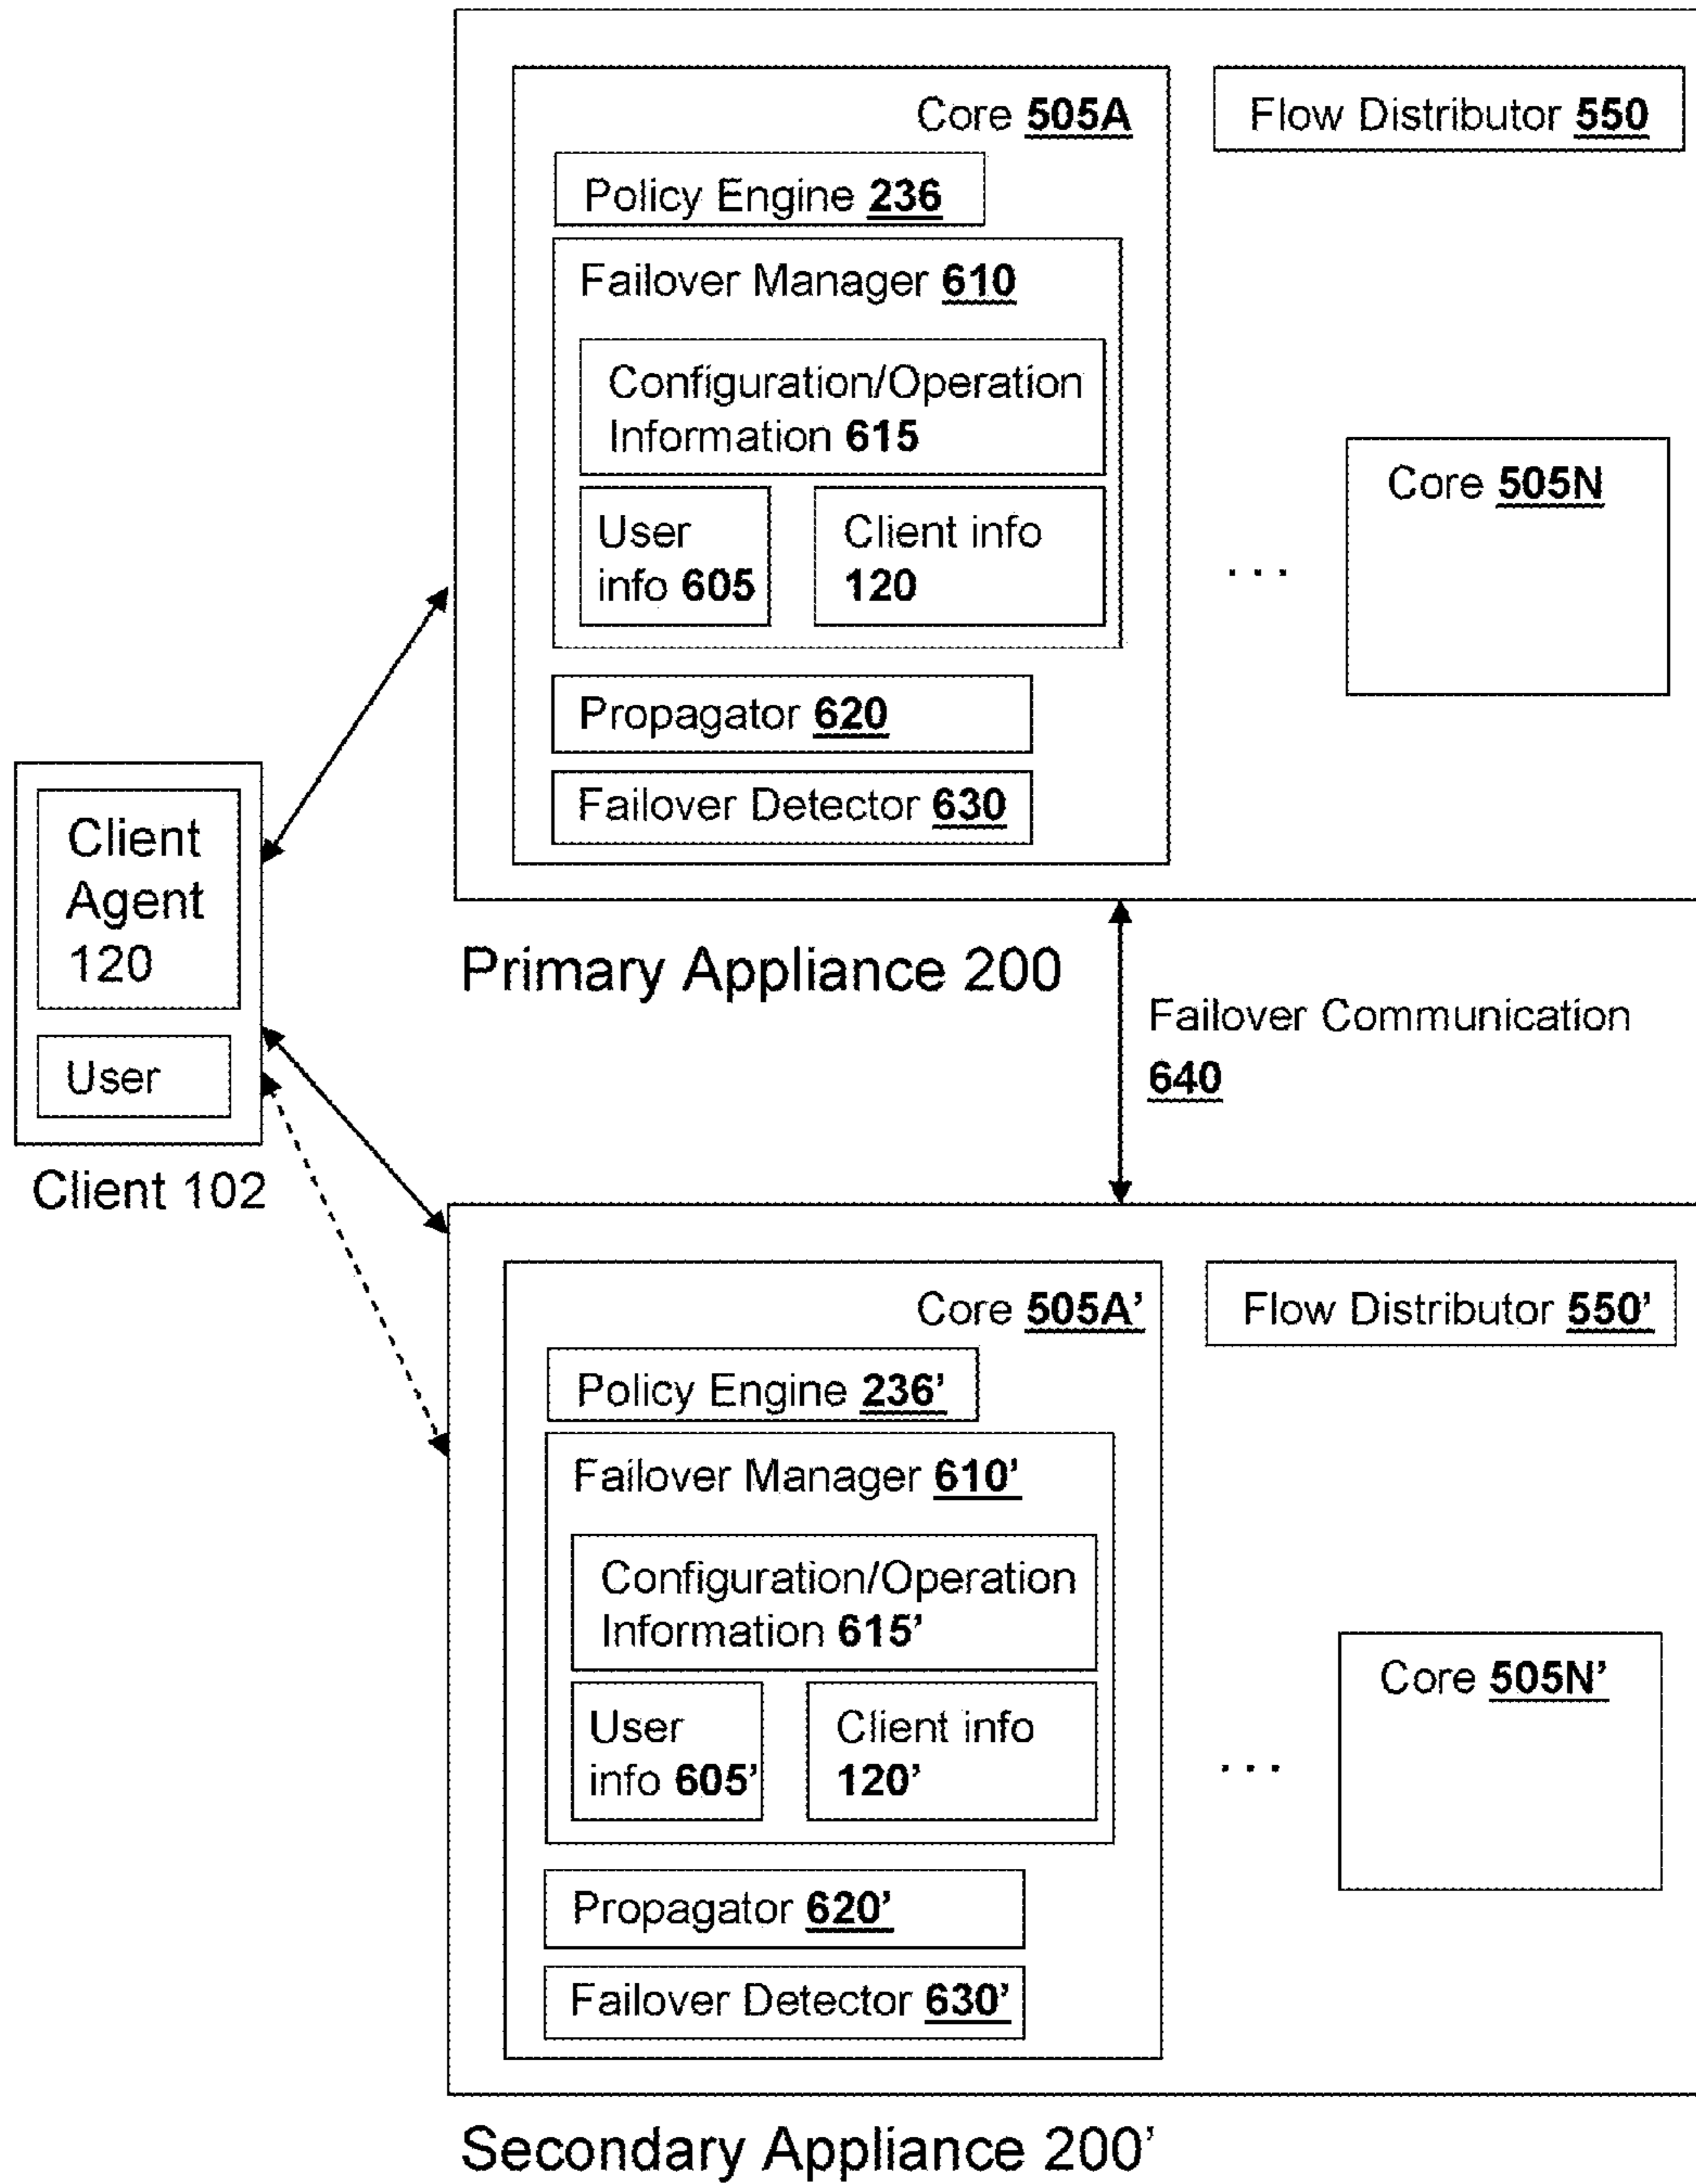 Core 505A
Flow Distributor 550
Policy Engine 236
Failover Manager 610
Configuration/Operation
Information 615
User
info 605
Client info
120
. . .
Core 505N
Propagator 620
Failover Detector 630
Primary Appliance 200
Client
Agent
120
User
Client 102
Failover Communication
640
Core 505A’
Flow Distributor 550’
Policy Engine 236’
Failover Manager 610’
Configuration/Operation
Information 615’
User
info 605’
Client info
120’
. . .
Core 505N’
Propagator 620’
Failover Detector 630’
Secondary Appliance 200’